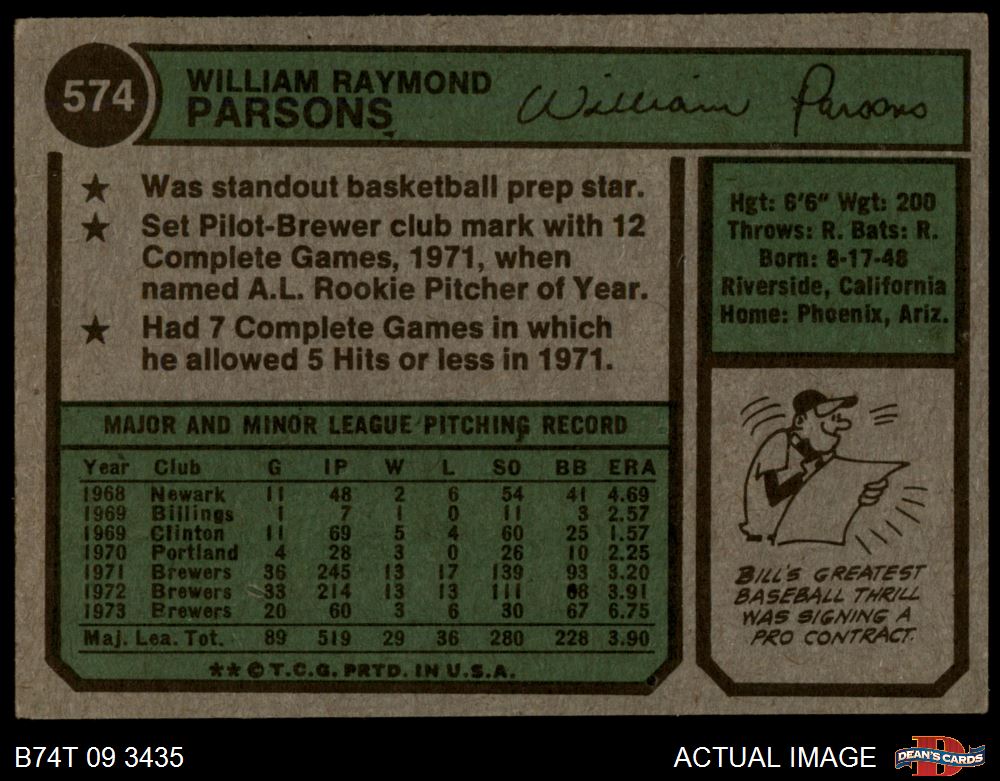 574
WILLIAM RAYMOND
PARSONS
William Parsons
★ Was standout basketball prep star.
★ Set Pilot-Brewer club mark with 12
Complete Games, 1971, when
named A.L. Rookie Pitcher of Year.
★ Had 7 Complete Games in which
he allowed 5 Hits or less in 1971.
Hgt: 6'6" Wgt: 200
Throws: R. Bats: R.
Born: 8-17-48
Riverside, California
Home: Phoenix, Ariz.
MAJOR AND MINOR LEAGUE PITCHING RECORD
Year Club G IP W L SO BB ERA
1968 Newark 11 48 2 6 54 41 4.69
1969 Billings 1 7 1 0 11 3 2.57
1969 Clinton 11 69 5 4 60 25 1.57
1970 Portland 4 28 3 0 26 10 2.25
1971 Brewers 36 245 13 17 139 93 3.20
1972 Brewers 33 214 13 13 111 68 3.91
1973 Brewers 20 60 3 6 30 67 6.75
Maj. Lea. Tot. 89 519 29 36 280 228 3.90
** © T.C.G. PRTD. IN U.S.A.
BILL'S GREATEST
BASEBALL THRILL
WAS SIGNING A
PRO CONTRACT.
B74T 09 3435
ACTUAL IMAGE
D
DEAN'S CARDS